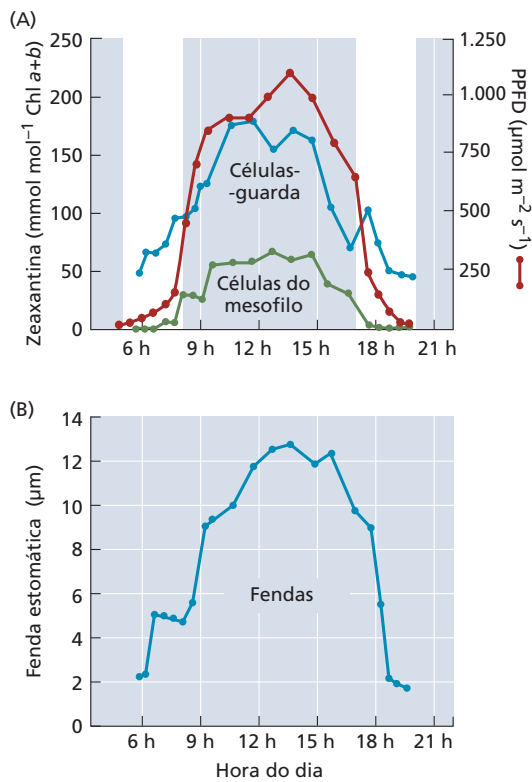 (A)
Zeaxantina (mmol mol⁻¹ Chl a+b)
250
200
150
100
50
0
1.250
1.000
750
500
250
PPFD (μmol m⁻² s⁻¹)
Células-
-guarda
Células do
mesofilo
6 h 9 h 12 h 15 h 18 h 21 h
(B)
Fenda estomática (μm)
14
12
10
8
6
4
2
0
Fendas
6 h 9 h 12 h 15 h 18 h 21 h
Hora do dia